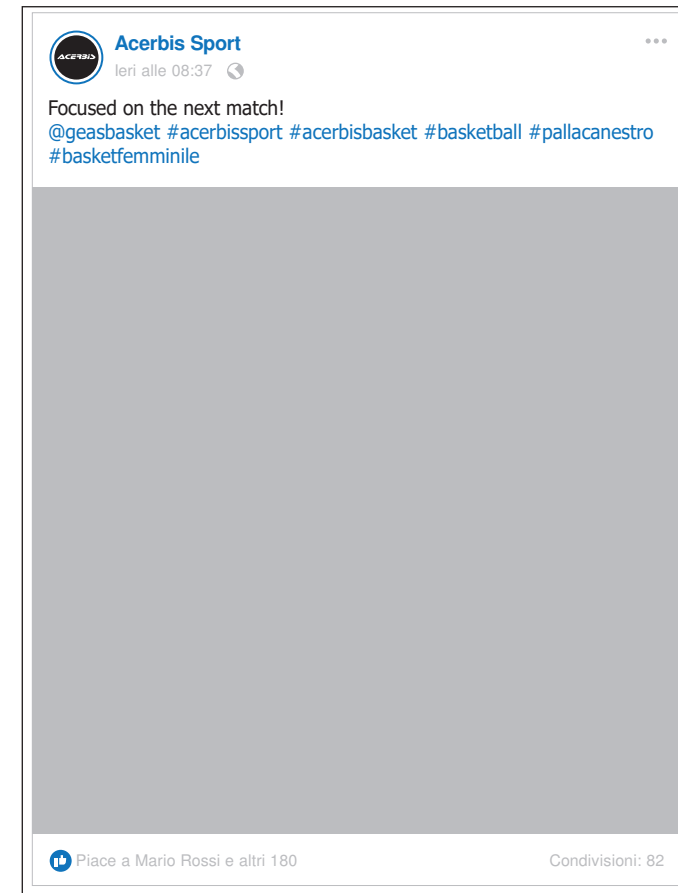 ACERBIS
Acerbis Sport
Ieri alle 08:37
Focused on the next match!
@geasbasket #acerbissport #acerbisbasket #basketball #pallacanestro
#basketfemminile
Piace a Mario Rossi e altri 180
Condivisioni: 82